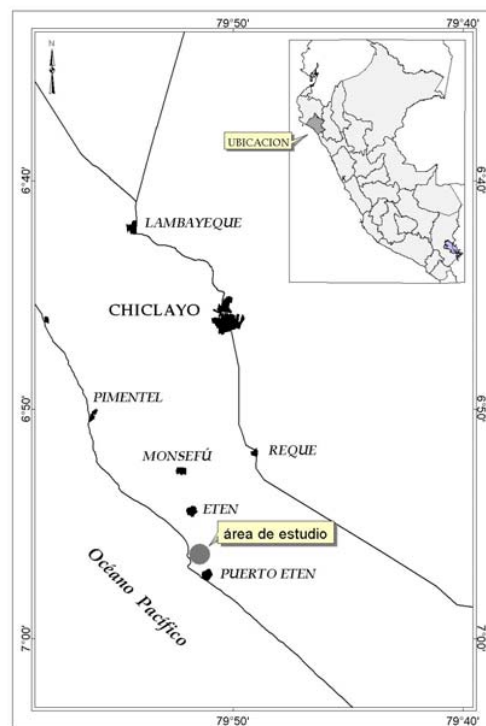 79°50' 79°40'
N
UBICACION
6°40' 6°40'
LAMBAYEQUE
CHICLAYO
PIMENTEL
6°50' 6°50'
MONSEFÚ
REQUE
ETEN
área de estudio
PUERTO ETEN
Océano Pacífico
7°00' 7°00'
79°50' 79°40'